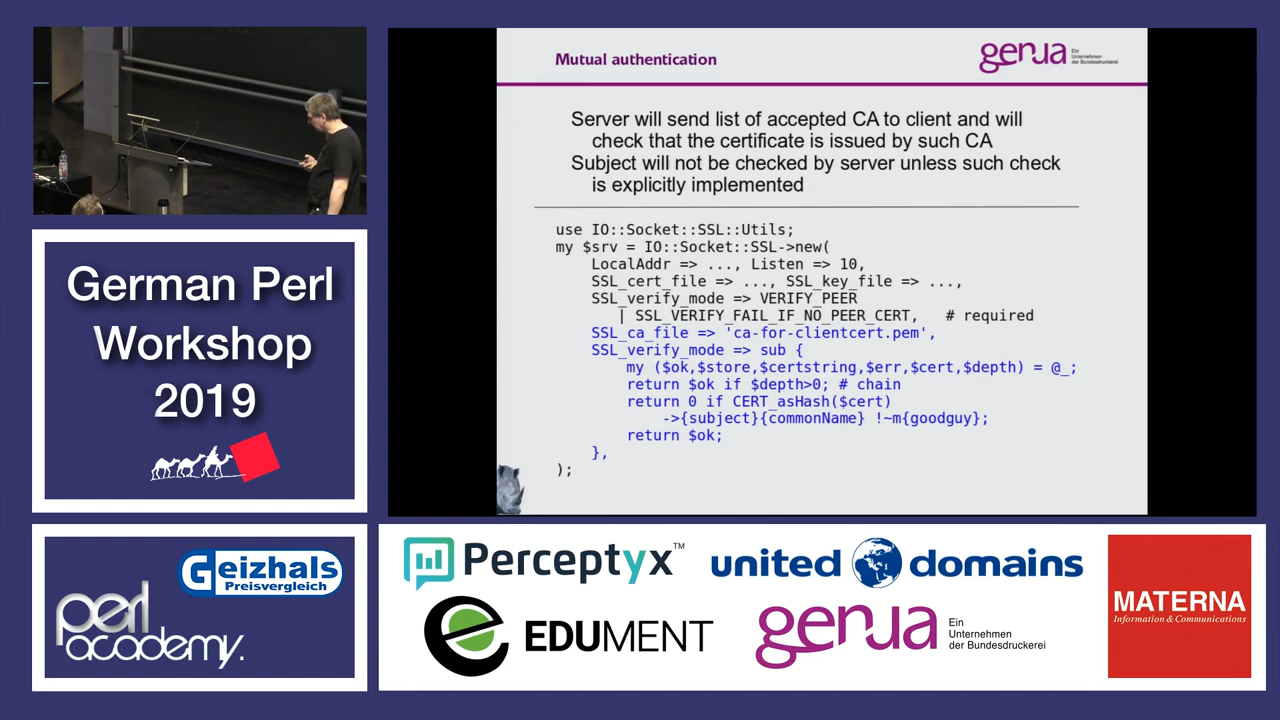 Mutual authentication
genua
Ein
Unternehmen
der Bundesdruckerei
Server will send list of accepted CA to client and will
check that the certificate is issued by such CA
Subject will not be checked by server unless such check
is explicitly implemented
use IO::Socket::SSL::Utils;
my $srv = IO::Socket::SSL->new(
LocalAddr => ..., Listen => 10,
SSL_cert_file => ..., SSL_key_file => ...,
SSL_verify_mode => VERIFY_PEER
| SSL_VERIFY_FAIL_IF_NO_PEER_CERT, # required
SSL_ca_file => 'ca-for-clientcert.pem',
SSL_verify_mode => sub {
my ($ok,$store,$certstring,$err,$cert,$depth) = @_;
return $ok if $depth>0; # chain
return 0 if CERT_asHash($cert)
->{subject}{commonName} !~m{goodguy};
return $ok;
},
);
German Perl
Workshop
2019
Geizhals
Preisvergleich
perl
academy.
Perceptyx™
united domains
EDUMENT
genua
Ein
Unternehmen
der Bundesdruckerei
MATERNA
Information & Communications